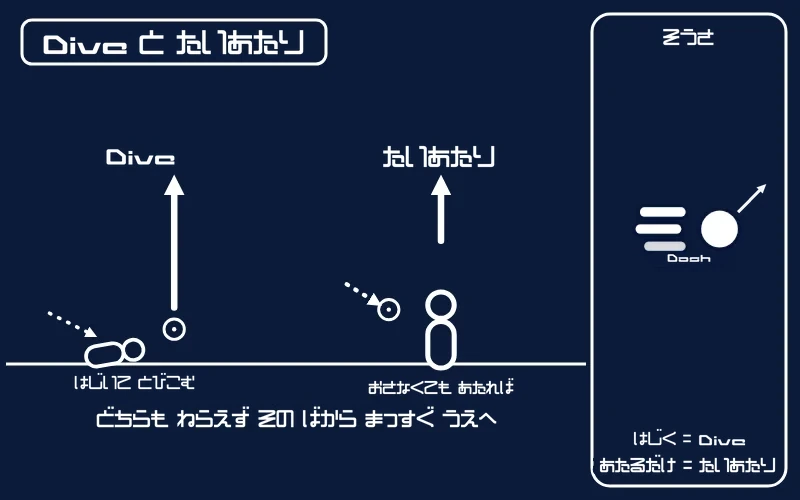 Dive と たいあたり
そうさ
Dive
たいあたり
Dash
はじいて とびこむ
おさなくても あたれば
どちらも ねらえず そのばから まっすぐ うえへ
はじく = Dive
あたるだけ = たいあたり